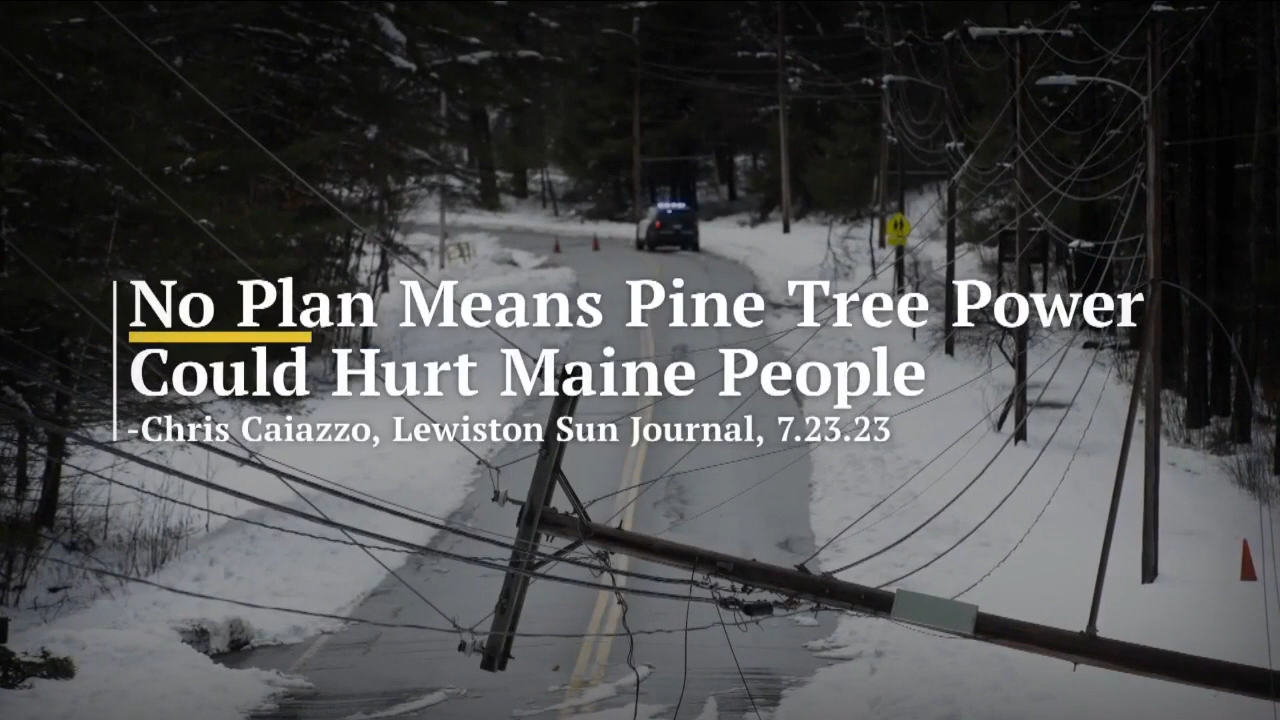 No Plan Means Pine Tree Power
Could Hurt Maine People
-Chris Caiazzo, Lewiston Sun Journal, 7.23.23